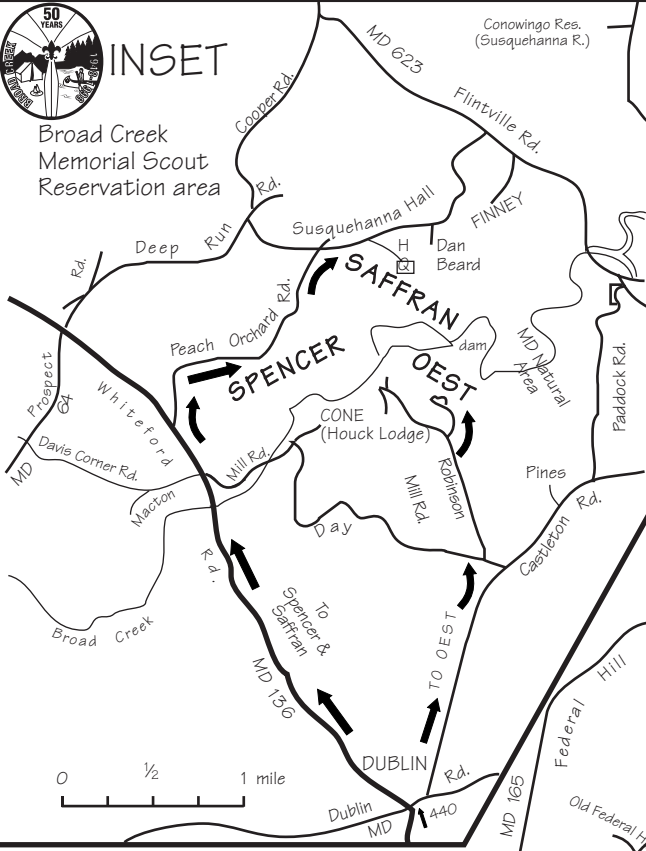 50
YEARS
BROAD CREEK
1948-1998
INSET
Broad Creek
Memorial Scout
Reservation area
Conowingo Res.
(Susquehanna R.)
MD 623
Flintville Rd.
Cooper Rd.
Rd.
Deep Run
Rd.
Susquehanna Hall
FINNEY
H
Q
Dan
Beard
SAFFRAN
Peach Orchard Rd.
SPENCER
dam
OEST
MD Natural
Area
Paddock Rd.
Prospect
64
MD
Whiteford
Rd.
CONE
(Houck Lodge)
Davis Corner Rd.
Macton
Mill Rd.
Robinson
Mill Rd.
Day
Pines
Castleton Rd.
Broad Creek
To
Spencer &
Saffran
TO OEST
MD 136
Federal Hill
DUBLIN
0 ½ 1 mile
Dublin Rd.
MD 440
MD 165
Old Federal H